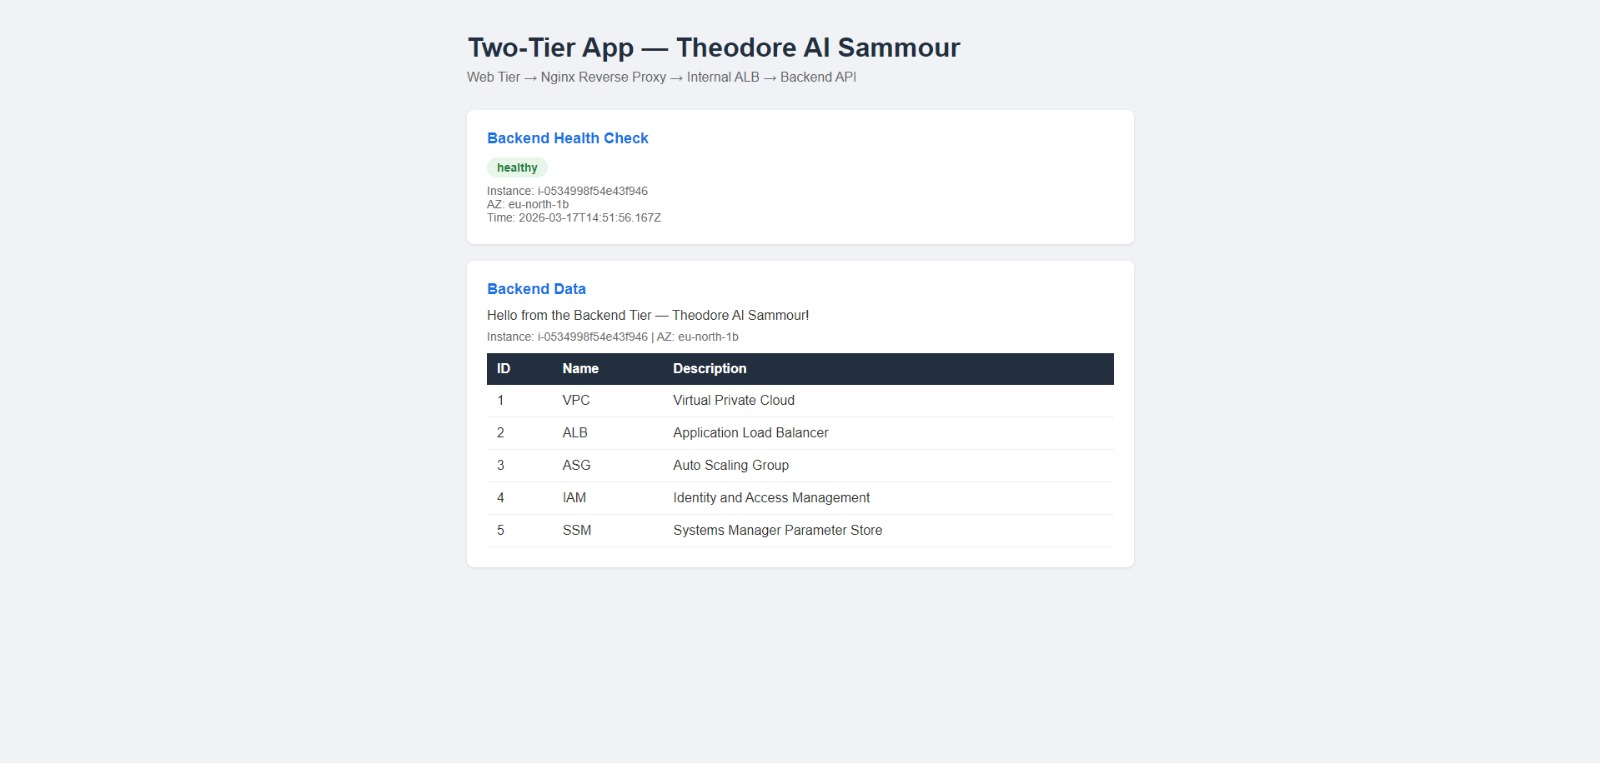 Two-Tier App — Theodore Al Sammour
Web Tier → Nginx Reverse Proxy → Internal ALB → Backend API
Backend Health Check
healthy
Instance: i-0534998f54e43f946
AZ: eu-north-1b
Time: 2026-03-17T14:51:56.167Z
Backend Data
Hello from the Backend Tier — Theodore Al Sammour!
Instance: i-0534998f54e43f946 | AZ: eu-north-1b
ID Name Description
1 VPC Virtual Private Cloud
2 ALB Application Load Balancer
3 ASG Auto Scaling Group
4 IAM Identity and Access Management
5 SSM Systems Manager Parameter Store